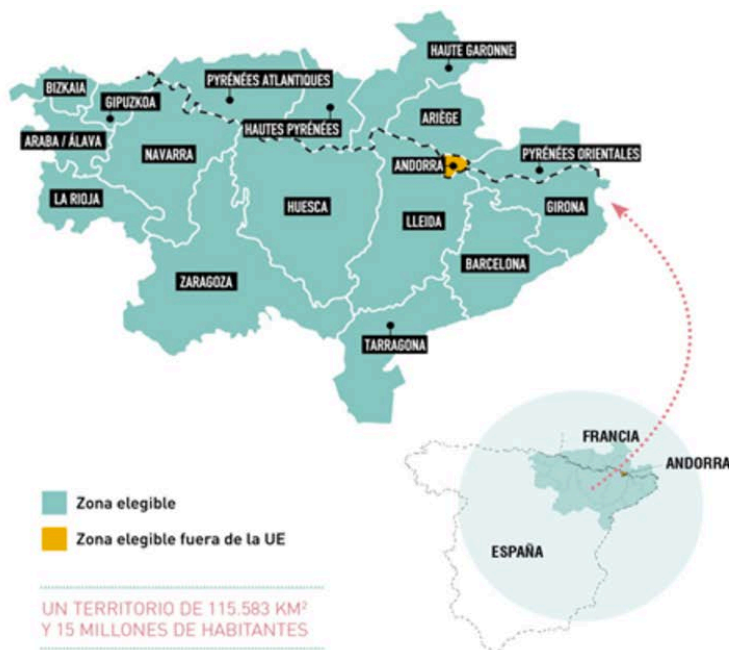 HAUTE GARONNE
PYRÉNÉES ATLANTIQUES
BIZKAIA
GIPUZKOA
ARIÈGE
HAUTES PYRÉNÉES
ARABA / ÁLAVA
NAVARRA
PYRÉNÉES ORIENTALES
ANDORRA
LA RIOJA
HUESCA
LLEIDA
GIRONA
BARCELONA
ZARAGOZA
TARRAGONA
FRANCIA
ANDORRA
ESPAÑA
Zona elegible
Zona elegible fuera de la UE
UN TERRITORIO DE 115.583 KM²
Y 15 MILLONES DE HABITANTES